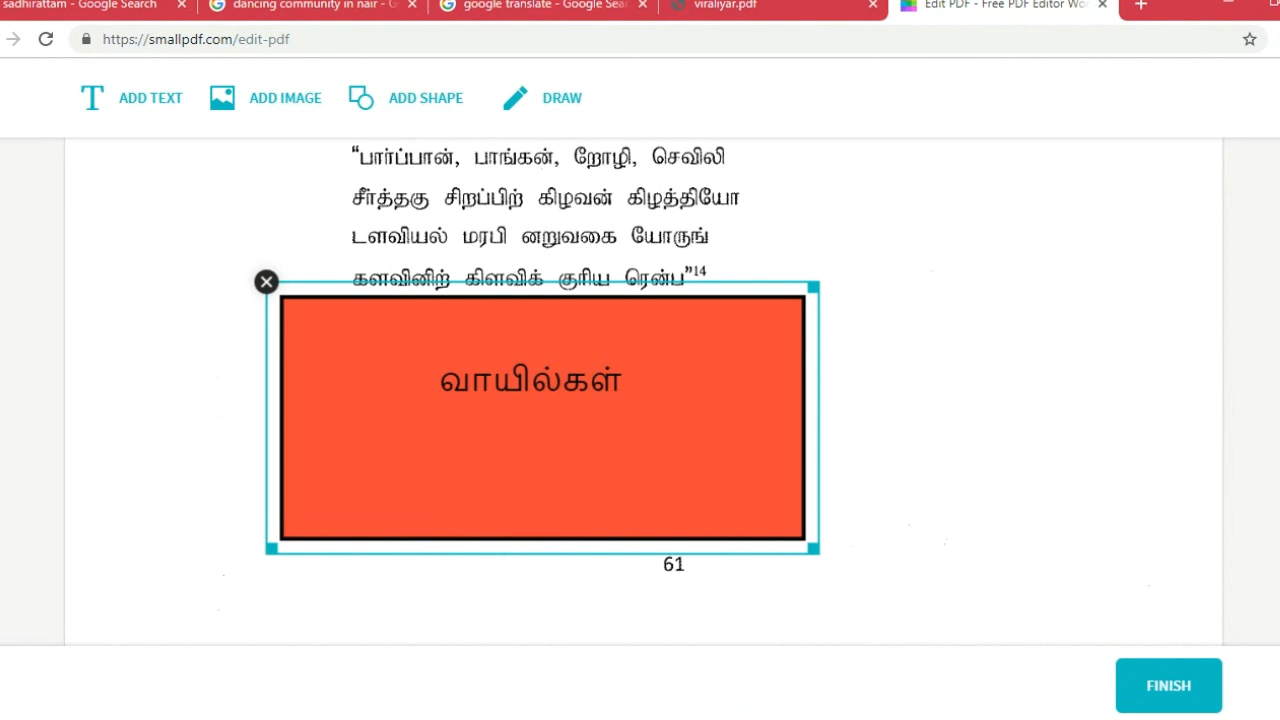 sadhirattam - Google Search
dancing community in nair - G
google translate - Google Sea
viraliyar.pdf
Edit PDF - Free PDF Editor Wor
https://smallpdf.com/edit-pdf
ADD TEXT ADD IMAGE ADD SHAPE DRAW
“பார்ப்பான், பாங்கன், றோழி, செவிலி
சீர்த்தகு சிறப்பிற் கிழவன் கிழத்தியோ
டளவியல் மரபி னறுவகை யோருங்
களவினிற் கிளவிக் குரிய ரென்ப”14
வாயில்கள்
61
FINISH